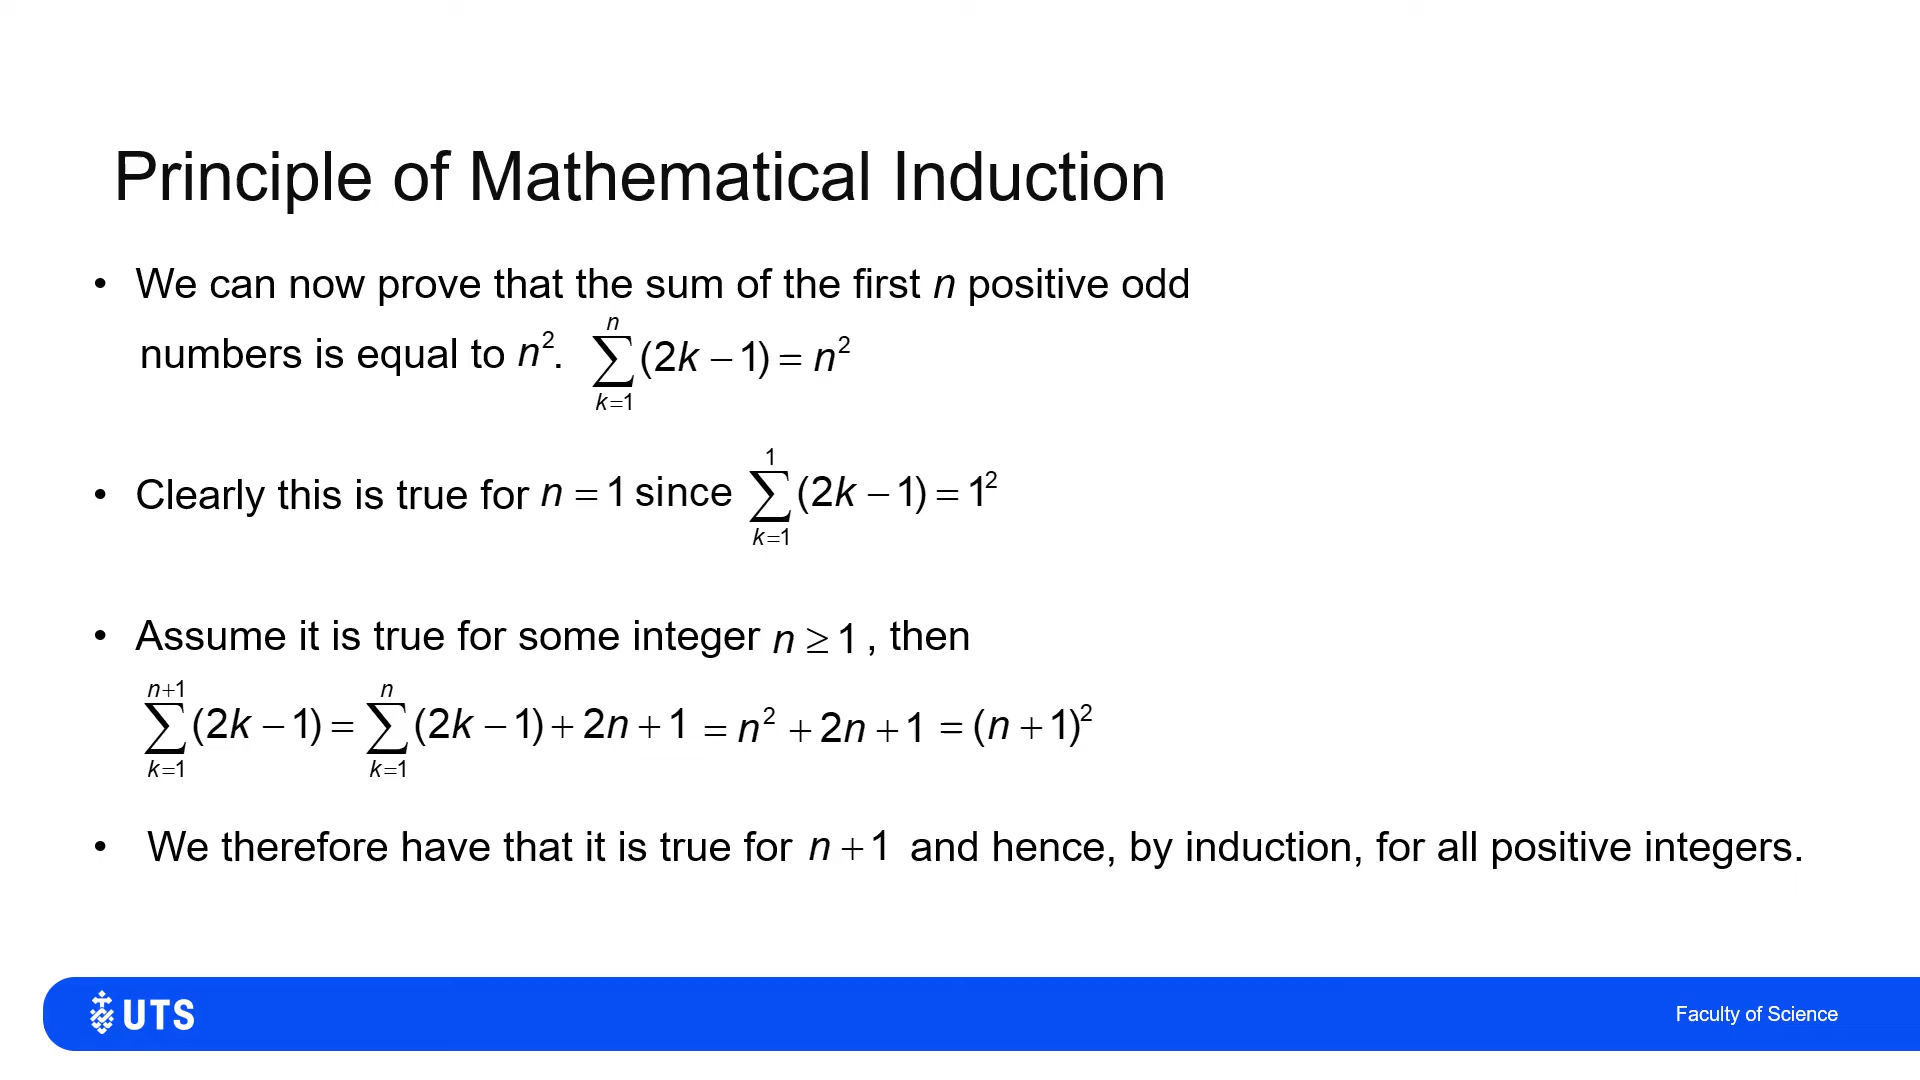 Principle of Mathematical Induction
• We can now prove that the sum of the first n positive odd
numbers is equal to n². ∑_{k=1}^{n} (2k − 1) = n²
• Clearly this is true for n = 1 since ∑_{k=1}^{1} (2k − 1) = 1²
• Assume it is true for some integer n ≥ 1 , then
∑_{k=1}^{n+1} (2k − 1) = ∑_{k=1}^{n} (2k − 1) + 2n + 1 = n² + 2n + 1 = (n + 1)²
• We therefore have that it is true for n + 1 and hence, by induction, for all positive integers.
UTS
Faculty of Science